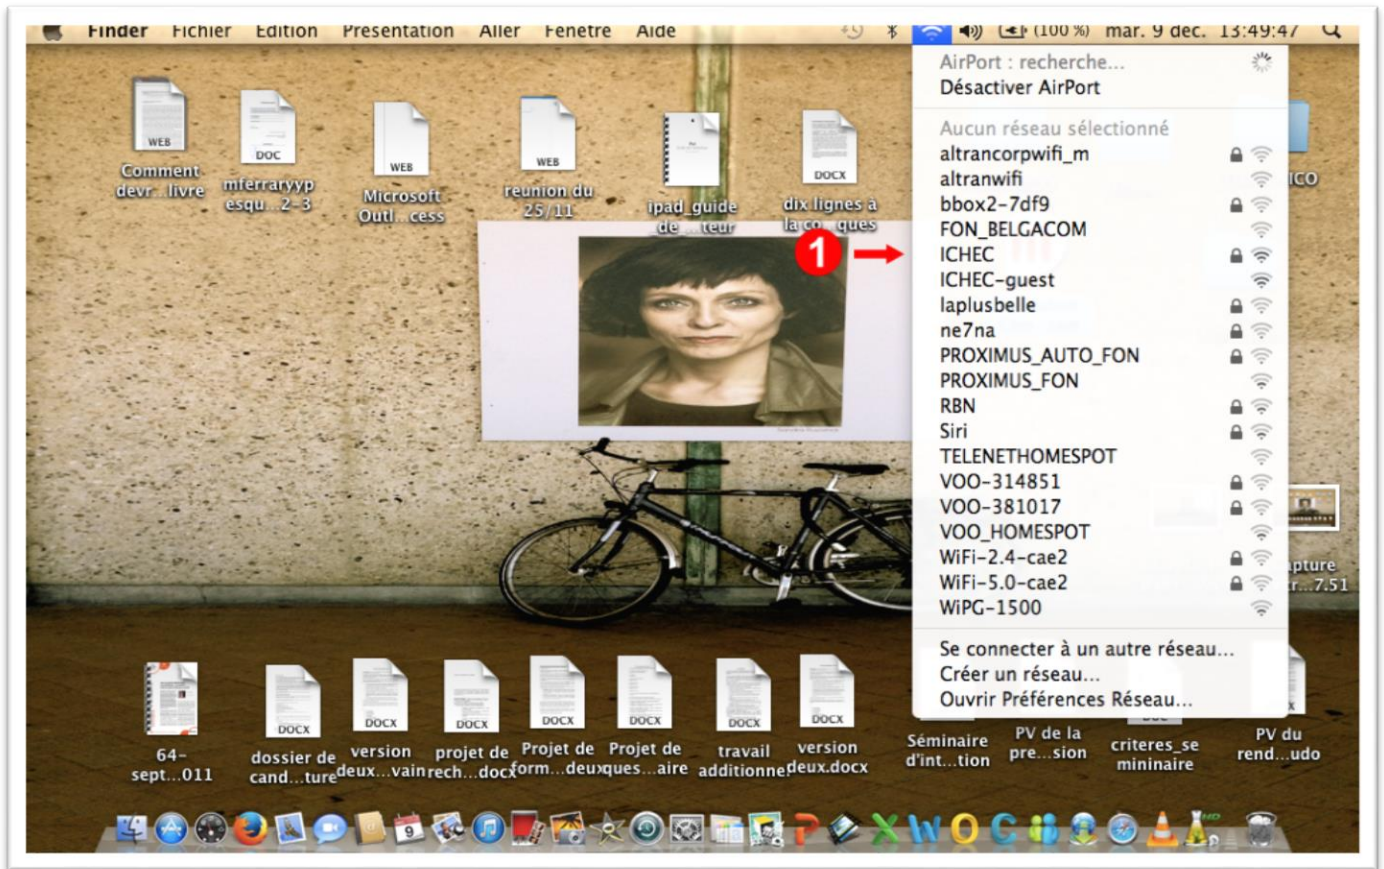 Finder Fichier Édition Présentation Aller Fenêtre Aide (100 %) mar. 9 déc. 13:49:47
AirPort : recherche...
Désactiver AirPort
Aucun réseau sélectionné
altrancorpwifi_m
altranwifi
bbox2-7df9
FON_BELGACOM
ICHEC
ICHEC-guest
laplusbelle
ne7na
PROXIMUS_AUTO_FON
PROXIMUS_FON
RBN
Siri
TELENETHOMESPOT
VOO-314851
VOO-381017
VOO_HOMESPOT
WiFi-2.4-cae2
WiFi-5.0-cae2
WiPG-1500
Se connecter à un autre réseau...
Créer un réseau...
Ouvrir Préférences Réseau...
1
WEB
Comment
devr...livre
DOC
mferraryyp
esqu...2-3
WEB
Microsoft
Outl...cess
WEB
reunion du
25/11
ipad_guide
_de_...teur
DOCX
dix lignes à
la co...ques
ICO
apture
r...7.51
64-
sept...011
DOCX
dossier de
cand...ture
DOCX
version
deux...vain
DOCX
projet de
rech...docx
DOCX
Projet de
form...deux
DOCX
Projet de
ques...aire
DOCX
travail
additionnel
DOCX
version
deux.docx
Séminaire
d'int...tion
PV de la
pre...sion
criteres_se
mininaire
PV du
rend...udo
9